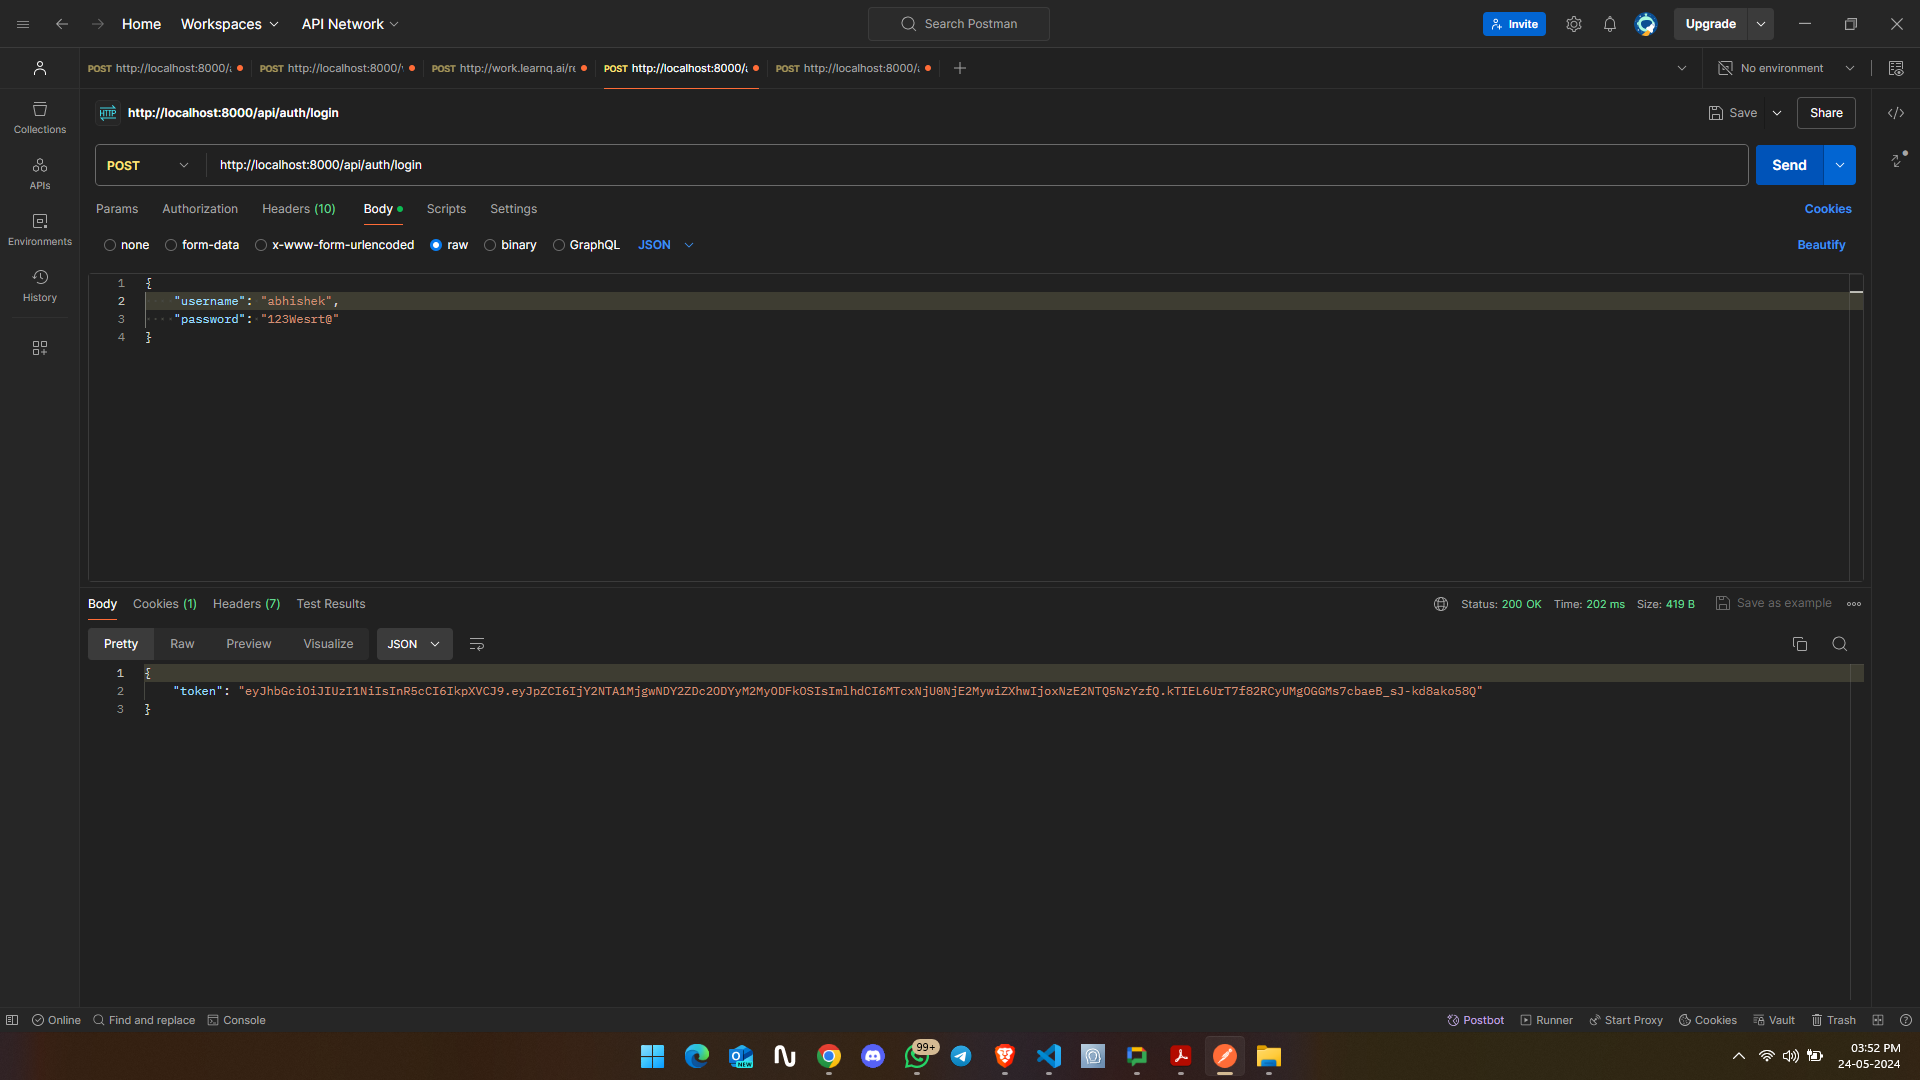 Home Workspaces API Network Search Postman Invite Upgrade
POST http://localhost:8000/a POST http://localhost:8000/ POST http://work.learnq.ai/re POST http://localhost:8000/a POST http://localhost:8000/a No environment
HTTP http://localhost:8000/api/auth/login Save Share
Collections
APIs
Environments
History
POST http://localhost:8000/api/auth/login Send
Params Authorization Headers (10) Body Scripts Settings Cookies
none form-data x-www-form-urlencoded raw binary GraphQL JSON Beautify
1 {
2 "username": "abhishek",
3 "password": "123Wesrt@"
4 }
Body Cookies (1) Headers (7) Test Results Status: 200 OK Time: 202 ms Size: 419 B Save as example
Pretty Raw Preview Visualize JSON
1 {
2 "token": "eyJhbGciOiJIUzI1NiIsInR5cCI6IkpXVCJ9.eyJpZCI6IjY2NTA1MjgwNDY2ZDc2ODYyM2MyODFkOSIsImlhdCI6MTcxNjU0NjE2MywiZXhwIjoxNzE2NTQ5NzYzfQ.kTIEL6UrT7f82RCyUMgOGGMs7cbaeB_sJ-kd8ako58Q"
3 }
Online Find and replace Console Postbot Runner Start Proxy Cookies Vault Trash
NEW 99+ 03:52 PM
24-05-2024